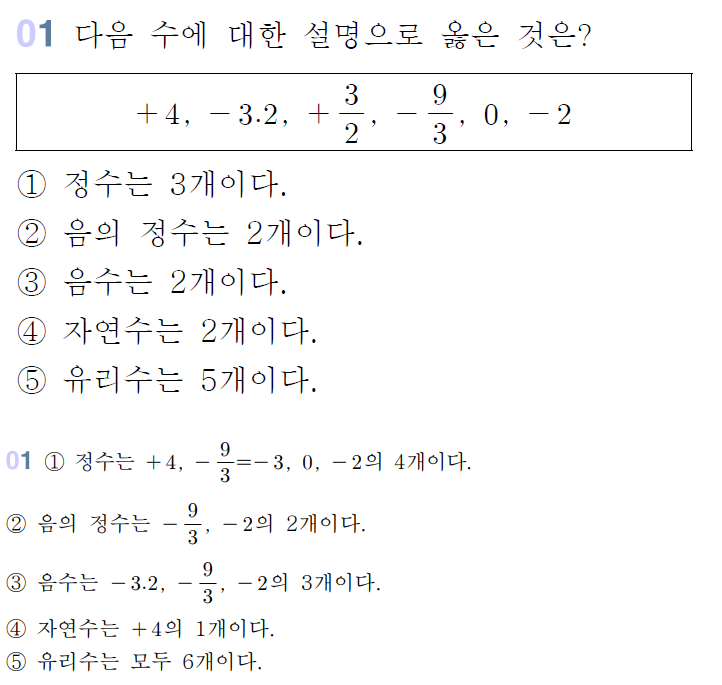 01 다음 수에 대한 설명으로 옳은 것은?
+4, -3.2, +3/2, -9/3, 0, -2
① 정수는 3개이다.
② 음의 정수는 2개이다.
③ 음수는 2개이다.
④ 자연수는 2개이다.
⑤ 유리수는 5개이다.
01 ① 정수는 +4, -9/3=-3, 0, -2의 4개이다.
② 음의 정수는 -9/3, -2의 2개이다.
③ 음수는 -3.2, -9/3, -2의 3개이다.
④ 자연수는 +4의 1개이다.
⑤ 유리수는 모두 6개이다.